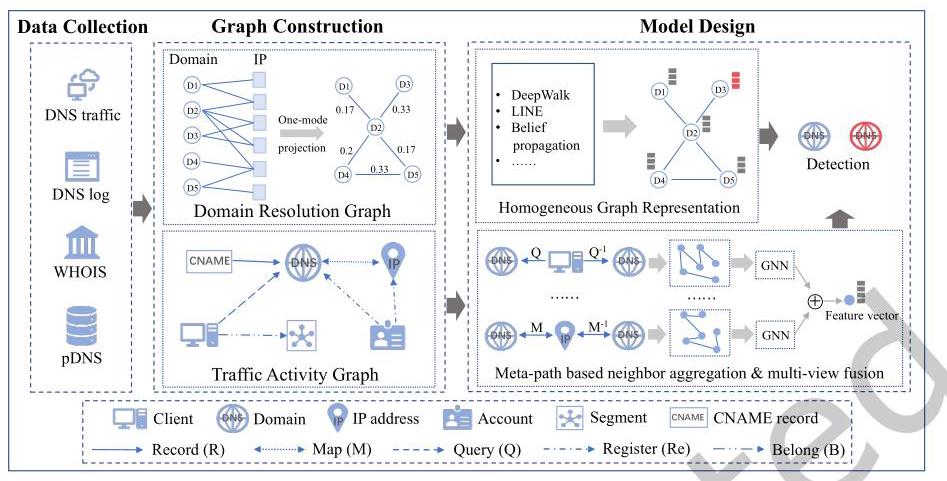 Data Collection
Graph Construction
Model Design
DNS traffic
DNS log
WHOIS
pDNS
Domain
IP
D1
D2
D3
D4
D5
One-mode
projection
D1
D3
0.17
0.33
D2
0.2
0.17
D4
0.33
D5
Domain Resolution Graph
CNAME
DNS
IP
Traffic Activity Graph
• DeepWalk
• LINE
• Belief
propagation
• ......
D1
D3
D2
D4
D5
Homogeneous Graph Representation
DNS
DNS
Detection
DNS
Q
Q-1
DNS
GNN
......
......
Feature vector
DNS
M
IP
M-1
DNS
GNN
Meta-path based neighbor aggregation & multi-view fusion
Client
DNS
Domain
IP
IP address
Account
Segment
CNAME
CNAME record
Record (R)
Map (M)
Query (Q)
Register (Re)
Belong (B)
ted